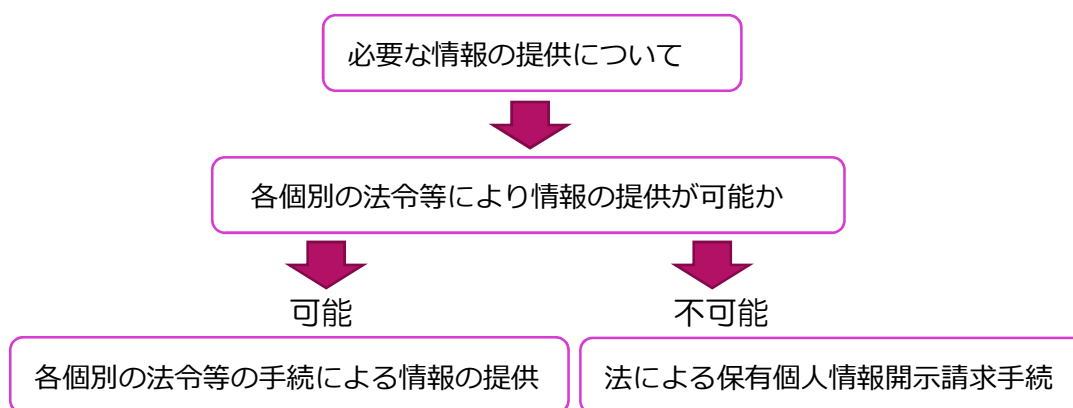 必要な情報の提供について
各個別の法令等により情報の提供が可能か
可能
不可能
各個別の法令等の手続による情報の提供
法による保有個人情報開示請求手続